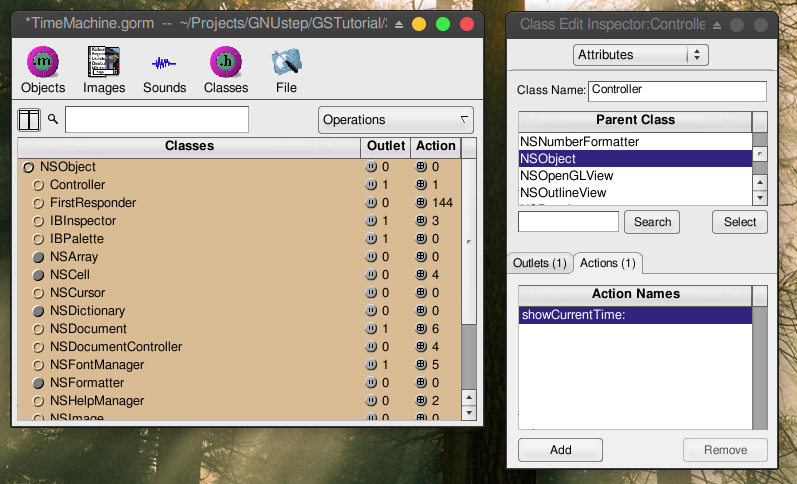 *TimeMachine.gorm -- ~/Projects/GNUstep/GSTutorial/
Objects Images Sounds Classes File
Operations
Classes Outlet Action
NSObject 0 0
Controller 1 1
FirstResponder 0 144
IBInspector 1 3
IBPalette 1 0
NSArray 0 0
NSCell 0 4
NSCursor 0 0
NSDictionary 0 0
NSDocument 1 6
NSDocumentController 0 4
NSFontManager 1 5
NSFormatter 0 0
NSHelpManager 0 2
NSImage 0 0
Class Edit Inspector:Controlle
Attributes
Class Name: Controller
Parent Class
NSNumberFormatter
NSObject
NSOpenGLView
NSOutlineView
Search Select
Outlets (1) Actions (1)
Action Names
showCurrentTime:
Add Remove